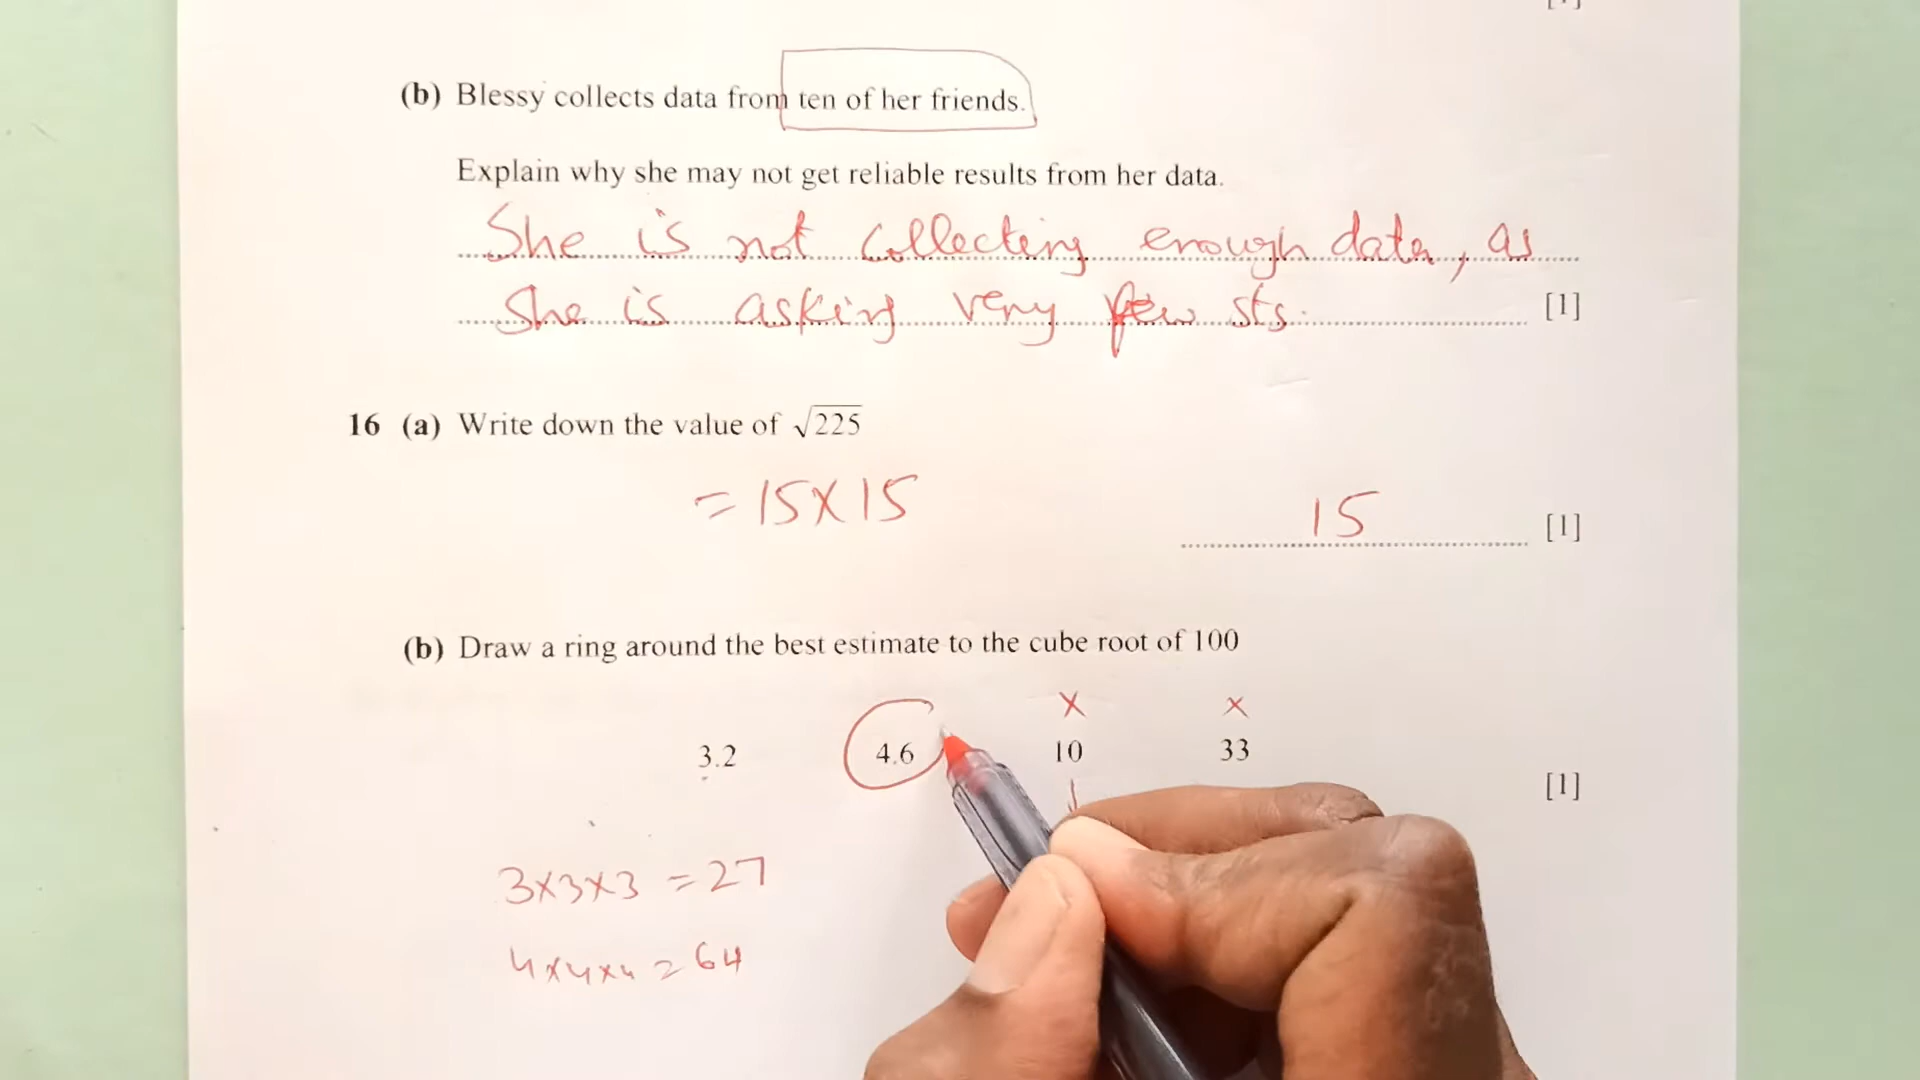 (b) Blessy collects data from ten of her friends.
Explain why she may not get reliable results from her data.
She is not collecting enough data, as
she is asking very few sts. [1]
16 (a) Write down the value of √225
= 15×15
15 [1]
(b) Draw a ring around the best estimate to the cube root of 100
× ×
3.2 4.6 10 33
[1]
3×3×3 = 27
4×4×4 = 64